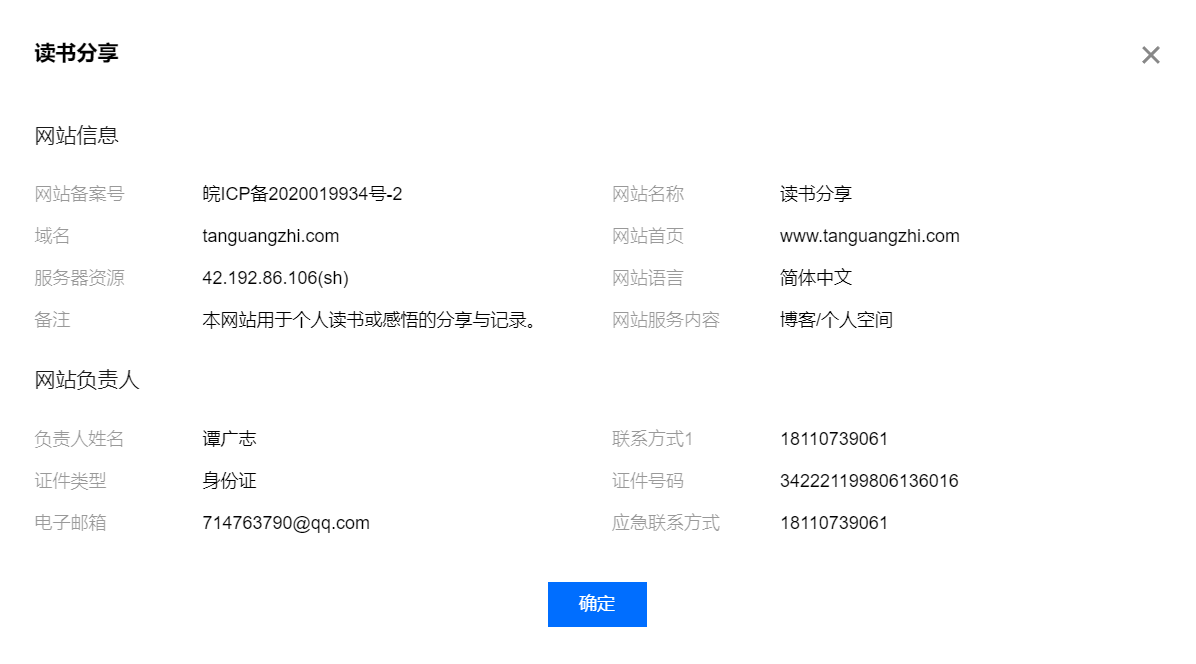 读书分享
网站信息
网站备案号 皖ICP备2020019934号-2 网站名称 读书分享
域名 tanguangzhi.com 网站首页 www.tanguangzhi.com
服务器资源 42.192.86.106(sh) 网站语言 简体中文
备注 本网站用于个人读书或感悟的分享与记录。 网站服务内容 博客/个人空间
网站负责人
负责人姓名 谭广志 联系方式1 18110739061
证件类型 身份证 证件号码 342221199806136016
电子邮箱 714763790@qq.com 应急联系方式 18110739061
确定